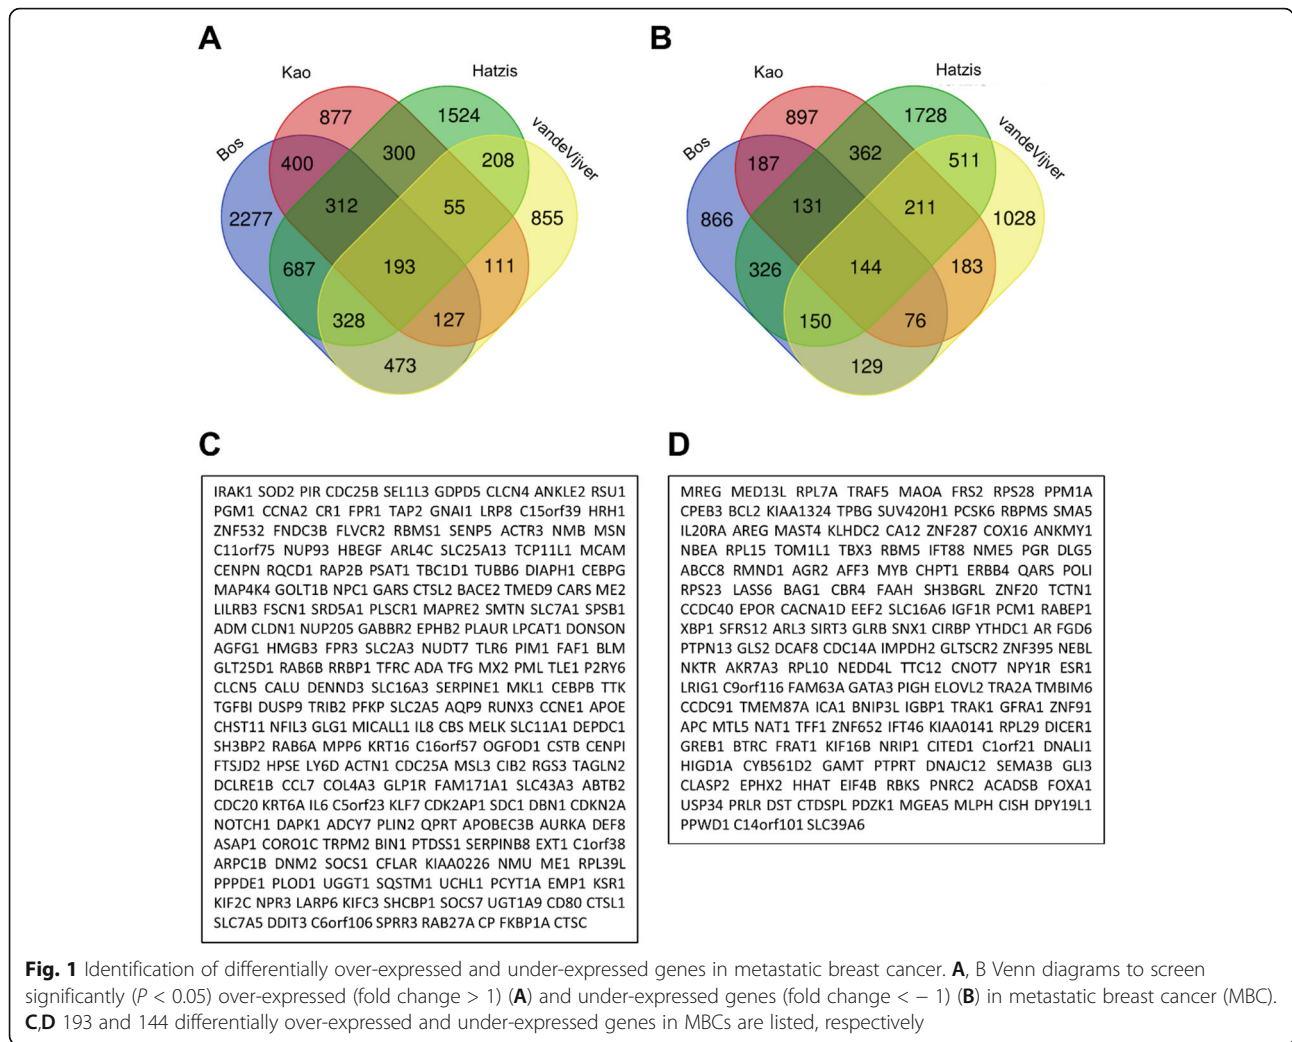 A
B
Kao
Hatzis
Bos
vandeVijver
877
1524
400
300
208
2277
312
55
855
687
193
111
328
127
473
Kao
Hatzis
Bos
vandeVijver
897
1728
187
362
511
866
131
211
1028
326
144
183
150
76
129
C
IRAK1 SOD2 PIR CDC25B SEL1L3 GDPD5 CLCN4 ANKLE2 RSU1
PGM1 CCNA2 CR1 FPR1 TAP2 GNAI1 LRP8 C15orf39 HRH1
ZNF532 FNDC3B FLVCR2 RBMS1 SENP5 ACTR3 NMB MSN
C11orf75 NUP93 HBEGF ARL4C SLC25A13 TCP11L1 MCAM
CENPN RQCD1 RAP2B PSAT1 TBC1D1 TUBB6 DIAPH1 CEBPG
MAP4K4 GOLT1B NPC1 GARS CTSL2 BACE2 TMED9 CARS ME2
LILRB3 FSCN1 SRD5A1 PLSCR1 MAPRE2 SMTN SLC7A1 SPSB1
ADM CLDN1 NUP205 GABBR2 EPHB2 PLAUR LPCAT1 DONSON
AGFG1 HMGB3 FPR3 SLC2A3 NUDT7 TLR6 PIM1 FAF1 BLM
GLT25D1 RAB6B RRBP1 TFRC ADA TFG MX2 PML TLE1 P2RY6
CLCN5 CALU DENND3 SLC16A3 SERPINE1 MKL1 CEBPB TTK
TGFBI DUSP9 TRIB2 PFKP SLC2A5 AQP9 RUNX3 CCNE1 APOE
CHST11 NFIL3 GLG1 MICALL1 IL8 CBS MELK SLC11A1 DEPDC1
SH3BP2 RAB6A MPP6 KRT16 C16orf57 OGFOD1 CSTB CENPI
FTSJD2 HPSE LY6D ACTN1 CDC25A MSL3 CIB2 RGS3 TAGLN2
DCLRE1B CCL7 COL4A3 GLP1R FAM171A1 SLC43A3 ABTB2
CDC20 KRT6A IL6 C5orf23 KLF7 CDK2AP1 SDC1 DBN1 CDKN2A
NOTCH1 DAPK1 ADCY7 PLIN2 QPRT APOBEC3B AURKA DEF8
ASAP1 CORO1C TRPM2 BIN1 PTDSS1 SERPINB8 EXT1 C1orf38
ARPC1B DNM2 SOCS1 CFLAR KIAA0226 NMU ME1 RPL39L
PPPDE1 PLOD1 UGGT1 SQSTM1 UCHL1 PCYT1A EMP1 KSR1
KIF2C NPR3 LARP6 KIFC3 SHCBP1 SOCS7 UGT1A9 CD80 CTSL1
SLC7A5 DDIT3 C6orf106 SPRR3 RAB27A CP FKBP1A CTSC
D
MREG MED13L RPL7A TRAF5 MAOA FRS2 RPS28 PPM1A
CPEB3 BCL2 KIAA1324 TPBG SUV420H1 PCSK6 RBPMS SMA5
IL20RA AREG MAST4 KLHDC2 CA12 ZNF287 COX16 ANKMY1
NBEA RPL15 TOM1L1 TBX3 RBM5 IFT88 NME5 PGR DLG5
ABCC8 RMND1 AGR2 AFF3 MYB CHPT1 ERBB4 QARS POLI
RPS23 LASS6 BAG1 CBR4 FAAH SH3BGRL ZNF20 TCTN1
CCDC40 EPOR CACNA1D EEF2 SLC16A6 IGF1R PCM1 RABEP1
XBP1 SFRS12 ARL3 SIRT3 GLRB SNX1 CIRBP YTHDC1 AR FGD6
PTPN13 GLS2 DCAF8 CDC14A IMPDH2 GLTSCR2 ZNF395 NEBL
NKTR AKR7A3 RPL10 NEDD4L TTC12 CNOT7 NPY1R ESR1
LRIG1 C9orf116 FAM63A GATA3 PIGH ELOVL2 TRA2A TMBIM6
CCDC91 TMEM87A ICA1 BNIP3L IGBP1 TRAK1 GFRA1 ZNF91
APC MTL5 NAT1 TFF1 ZNF652 IFT46 KIAA0141 RPL29 DICER1
GREB1 BTRC FRAT1 KIF16B NRIP1 CITED1 C1orf21 DNALI1
HIGD1A CYB561D2 GAMT PTPRT DNAJC12 SEMA3B GLI3
CLASP2 EPHX2 HHAT EIF4B RBKS PNRC2 ACADSB FOXA1
USP34 PRLR DST CTDSPL PDZK1 MGEA5 MLPH CISH DPY19L1
PPWD1 C14orf101 SLC39A6
Fig. 1 Identification of differentially over-expressed and under-expressed genes in metastatic breast cancer. A, B Venn diagrams to screen
significantly (P < 0.05) over-expressed (fold change > 1) (A) and under-expressed genes (fold change < − 1) (B) in metastatic breast cancer (MBC).
C,D 193 and 144 differentially over-expressed and under-expressed genes in MBCs are listed, respectively